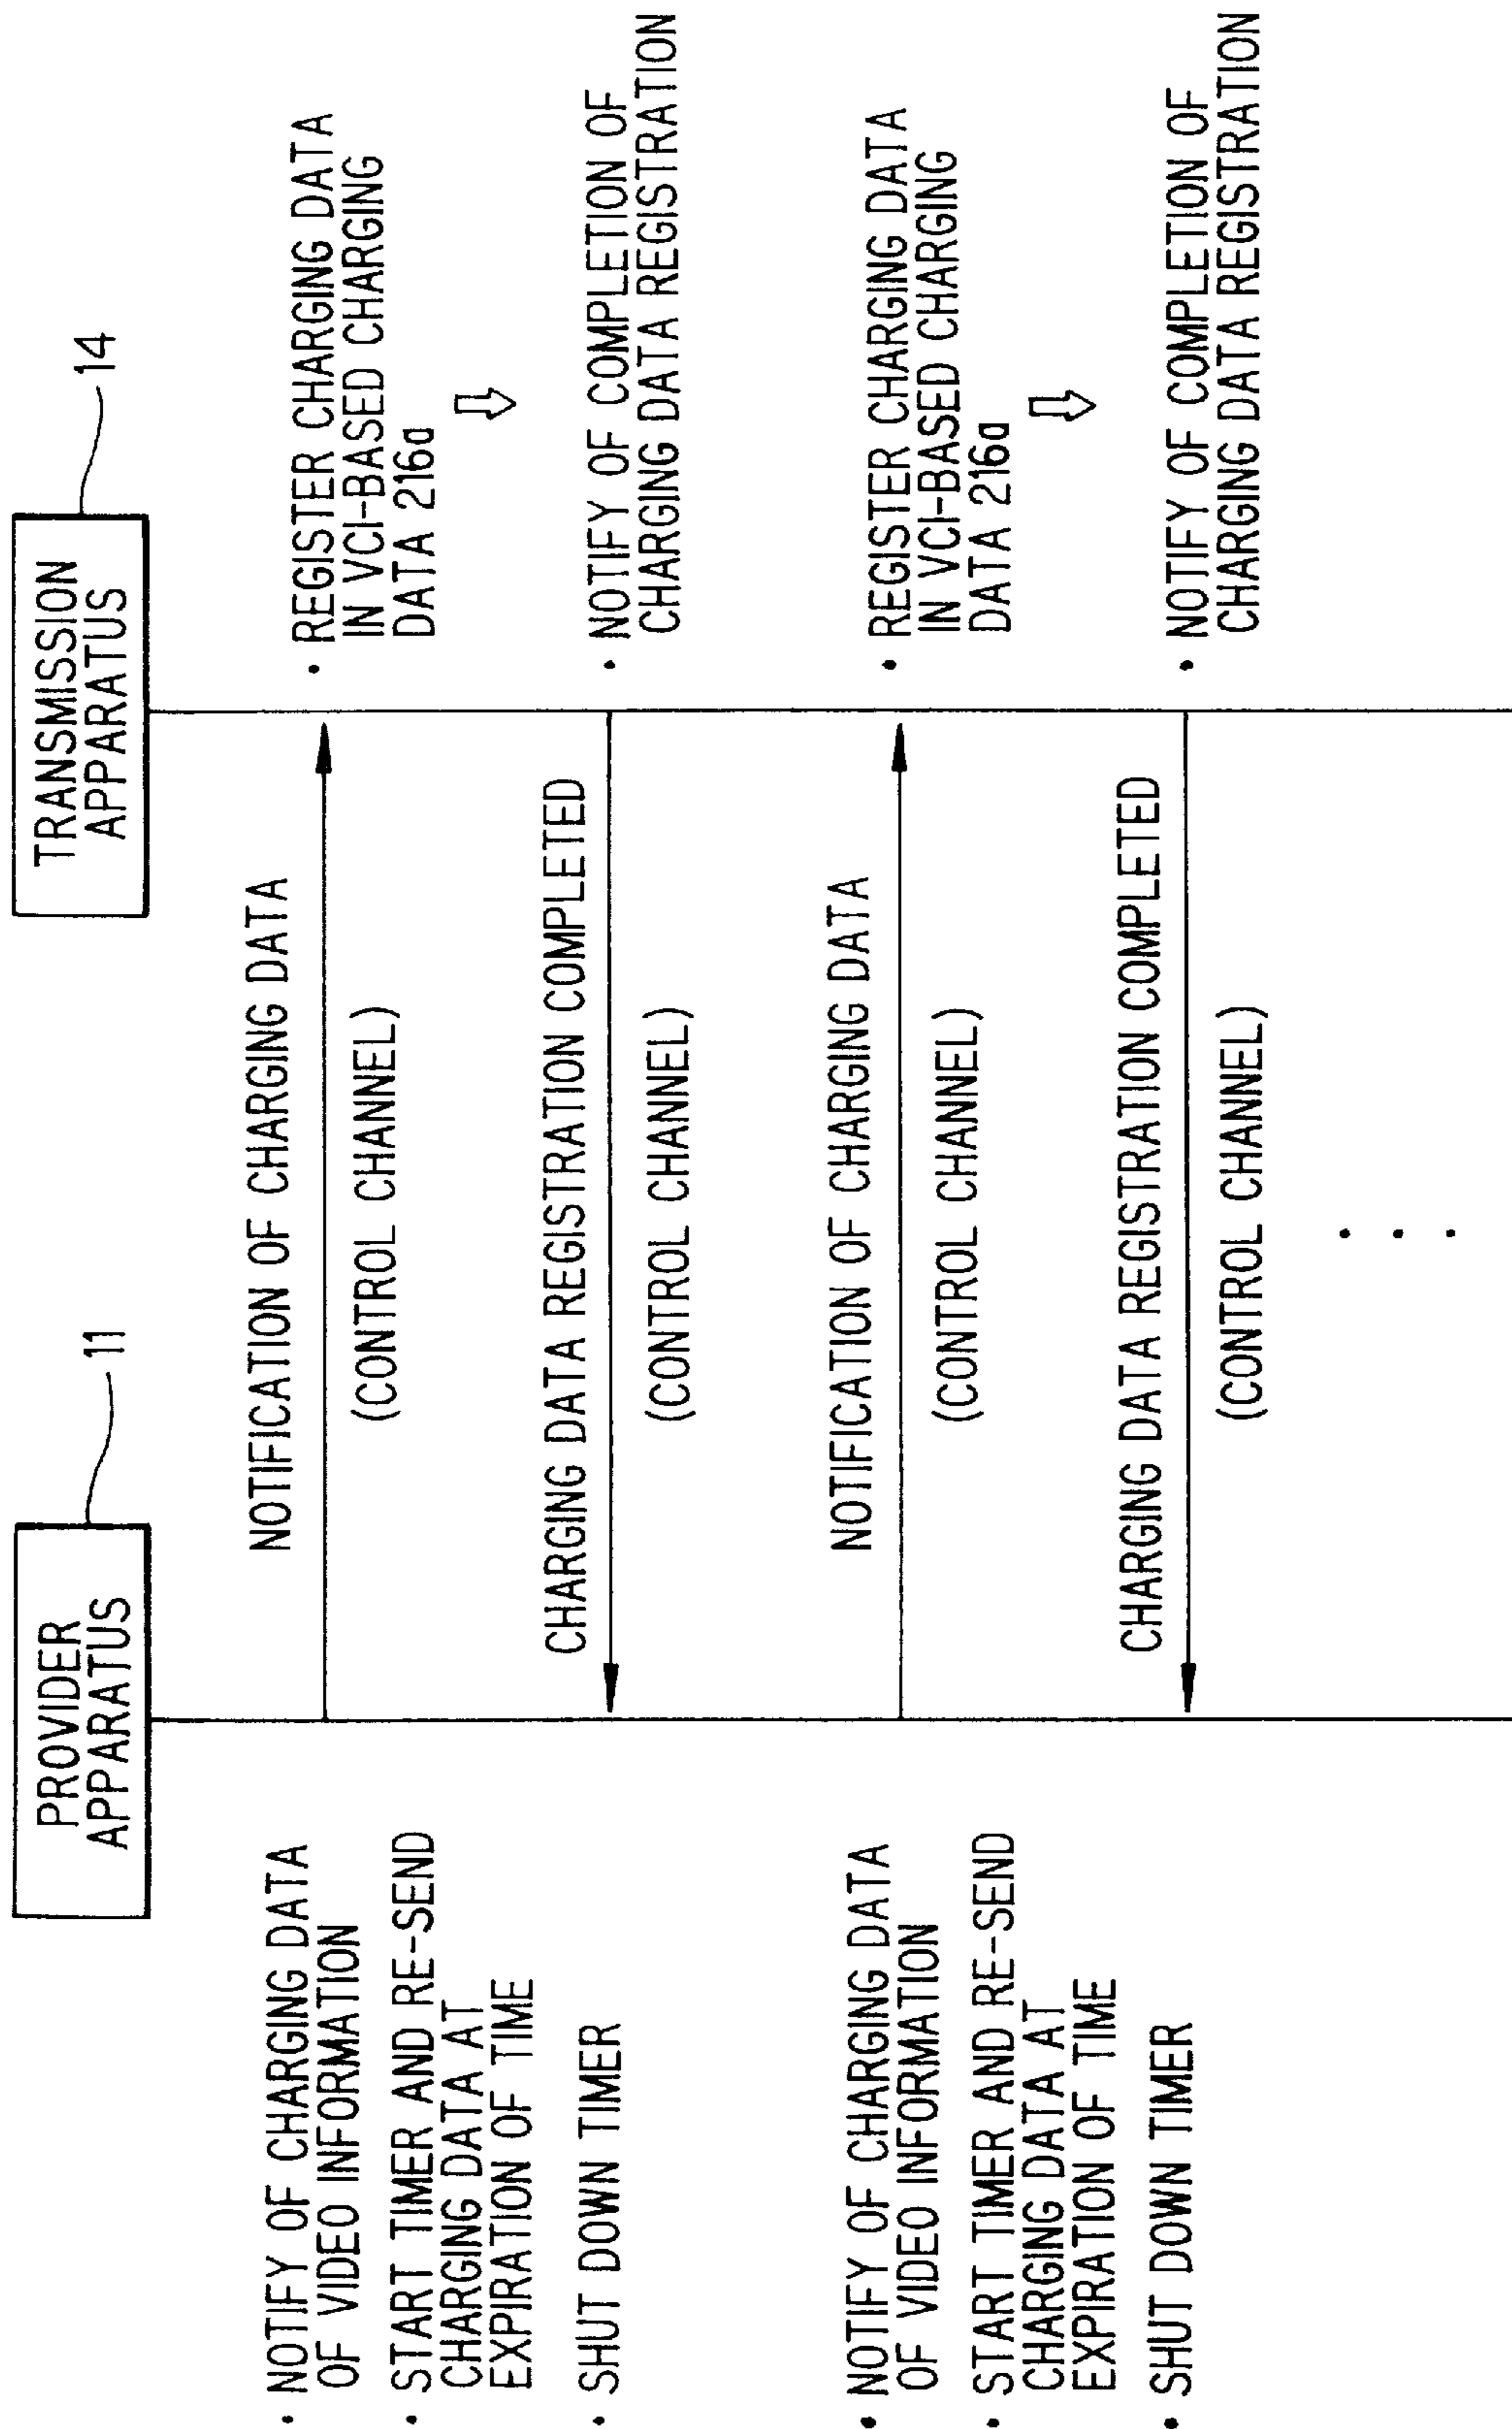 PROVIDER
APPARATUS
11
TRANSMISSION
APPARATUS
14
• NOTIFY OF CHARGING DATA
OF VIDEO INFORMATION
• START TIMER AND RE-SEND
CHARGING DATA AT
EXPIRATION OF TIME
• SHUT DOWN TIMER
NOTIFICATION OF CHARGING DATA
(CONTROL CHANNEL)
CHARGING DATA REGISTRATION COMPLETED
(CONTROL CHANNEL)
• REGISTER CHARGING DATA
IN VCI-BASED CHARGING
DATA 216a
• NOTIFY OF COMPLETION OF
CHARGING DATA REGISTRATION
• NOTIFY OF CHARGING DATA
OF VIDEO INFORMATION
• START TIMER AND RE-SEND
CHARGING DATA AT
EXPIRATION OF TIME
• SHUT DOWN TIMER
NOTIFICATION OF CHARGING DATA
(CONTROL CHANNEL)
CHARGING DATA REGISTRATION COMPLETED
(CONTROL CHANNEL)
• REGISTER CHARGING DATA
IN VCI-BASED CHARGING
DATA 216a
• NOTIFY OF COMPLETION OF
CHARGING DATA REGISTRATION
. . .